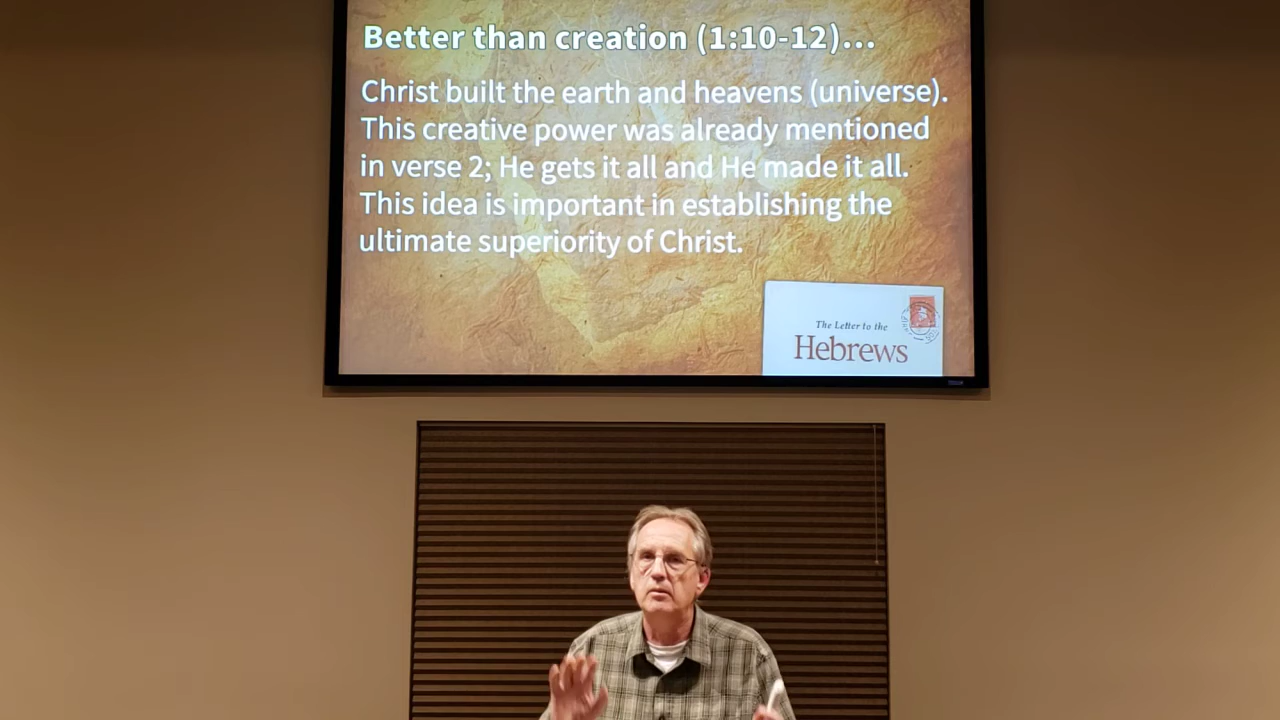 Better than creation (1:10-12)...
Christ built the earth and heavens (universe).
This creative power was already mentioned
in verse 2; He gets it all and He made it all.
This idea is important in establishing the
ultimate superiority of Christ.
The Letter to the
Hebrews